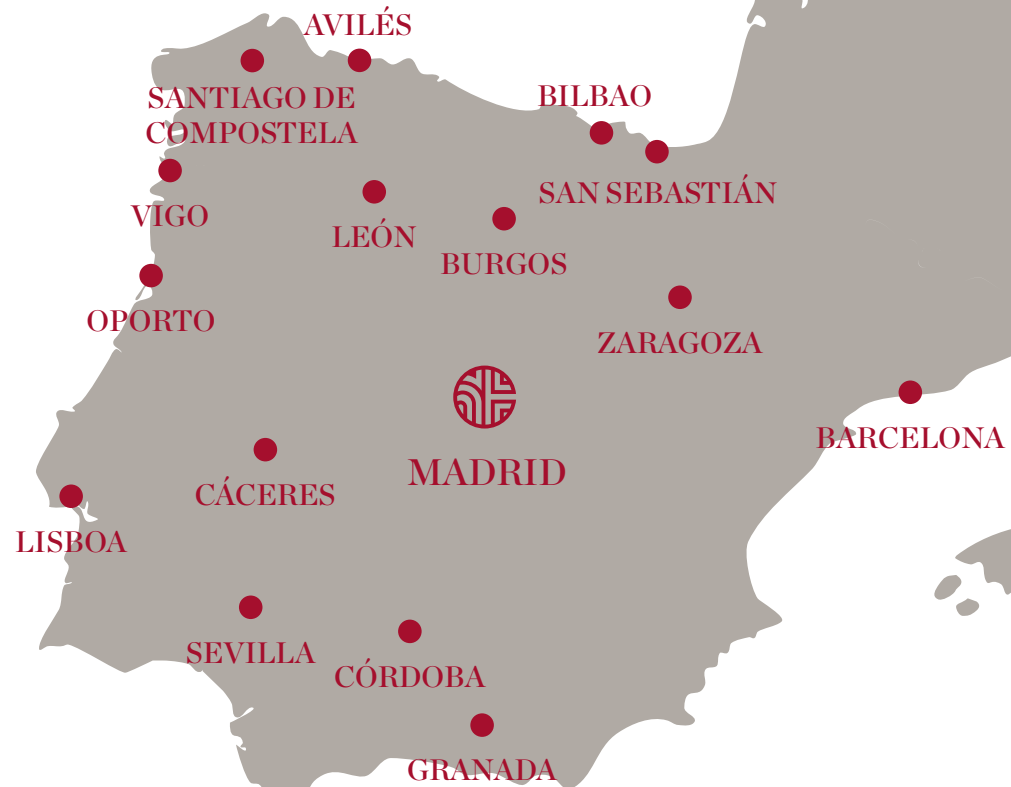 AVILÉS
SANTIAGO DE
COMPOSTELA
BILBAO
SAN SEBASTIÁN
VIGO
LEÓN
BURGOS
OPORTO
ZARAGOZA
BARCELONA
MADRID
CÁCERES
LISBOA
SEVILLA
CÓRDOBA
GRANADA